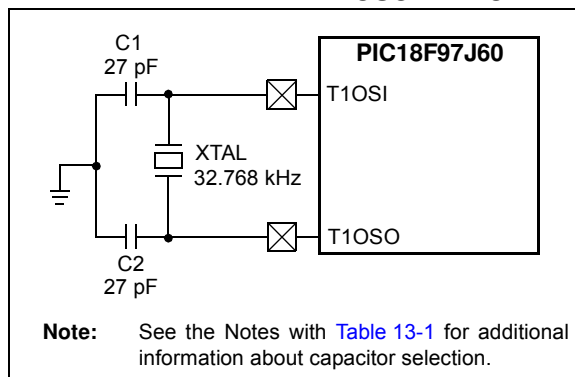 C1
27 pF
PIC18F97J60
T1OSI
XTAL
32.768 kHz
T1OSO
C2
27 pF
Note: See the Notes with Table 13-1 for additional
information about capacitor selection.